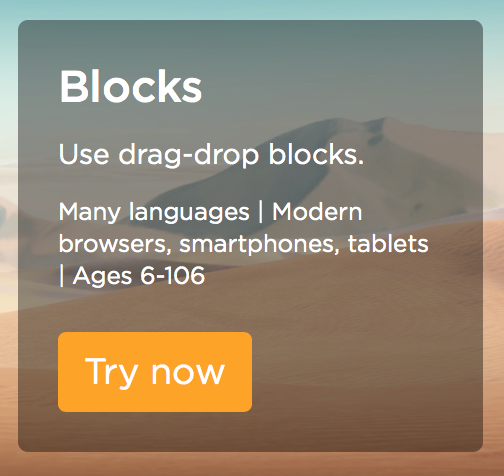 Blocks
Use drag-drop blocks.
Many languages | Modern
browsers, smartphones, tablets
| Ages 6-106
Try now